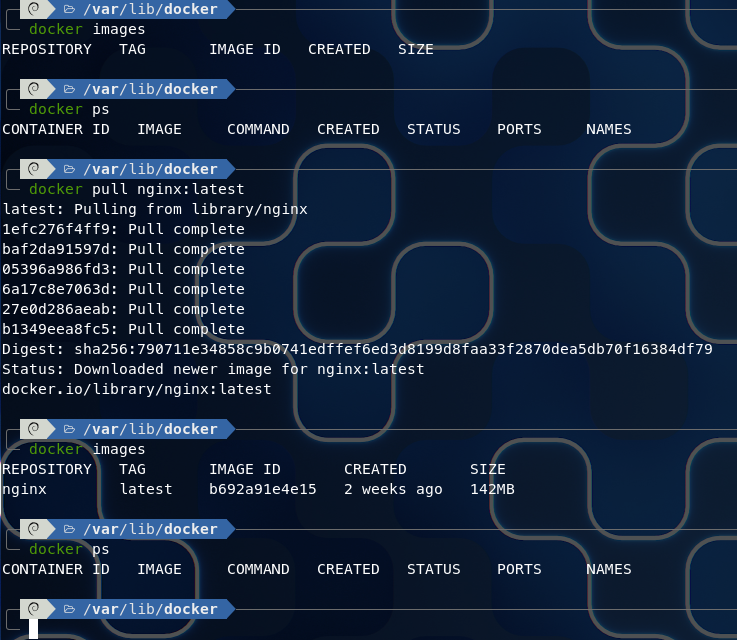 /var/lib/docker
docker images
REPOSITORY TAG IMAGE ID CREATED SIZE
/var/lib/docker
docker ps
CONTAINER ID IMAGE COMMAND CREATED STATUS PORTS NAMES
/var/lib/docker
docker pull nginx:latest
latest: Pulling from library/nginx
1efc276f4ff9: Pull complete
baf2da91597d: Pull complete
05396a986fd3: Pull complete
6a17c8e7063d: Pull complete
27e0d286aeab: Pull complete
b1349eea8fc5: Pull complete
Digest: sha256:790711e34858c9b0741edffef6ed3d8199d8faa33f2870dea5db70f16384df79
Status: Downloaded newer image for nginx:latest
docker.io/library/nginx:latest
/var/lib/docker
docker images
REPOSITORY TAG IMAGE ID CREATED SIZE
nginx latest b692a91e4e15 2 weeks ago 142MB
/var/lib/docker
docker ps
CONTAINER ID IMAGE COMMAND CREATED STATUS PORTS NAMES
/var/lib/docker